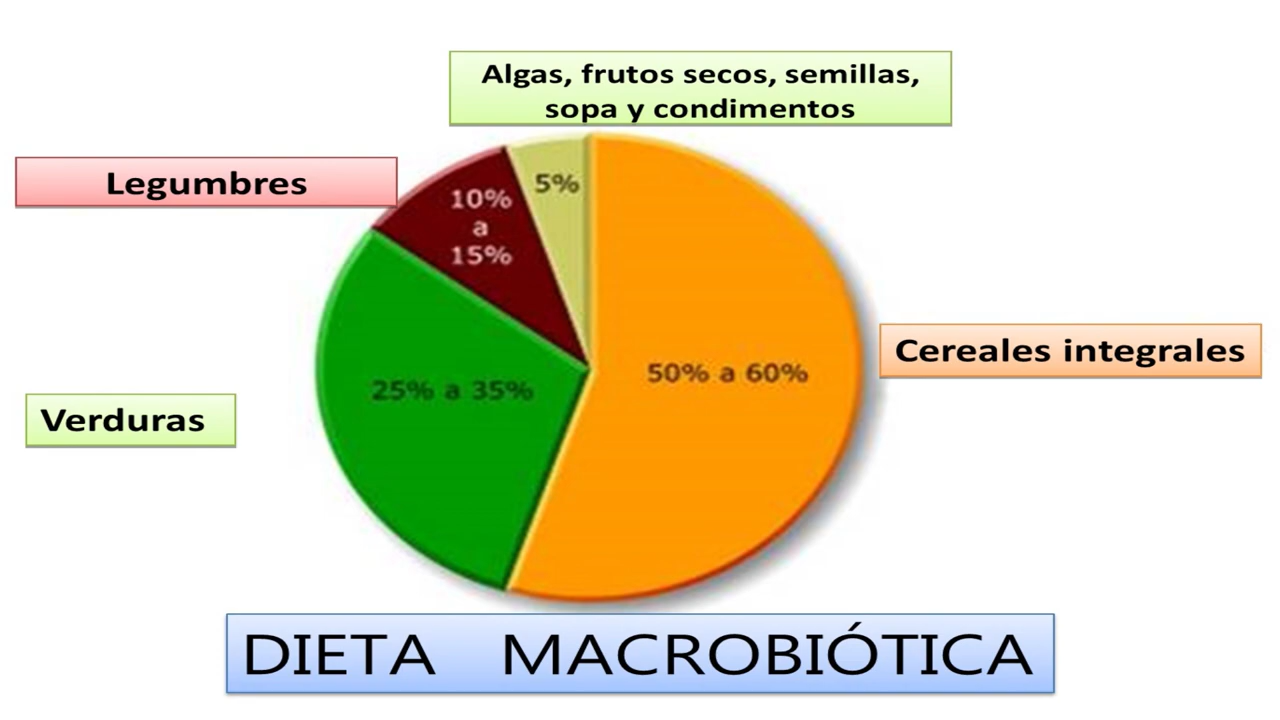 Algas, frutos secos, semillas,
sopa y condimentos
Legumbres
5%
10%
a
15%
Cereales integrales
50% a 60%
25% a 35%
Verduras
DIETA MACROBIÓTICA